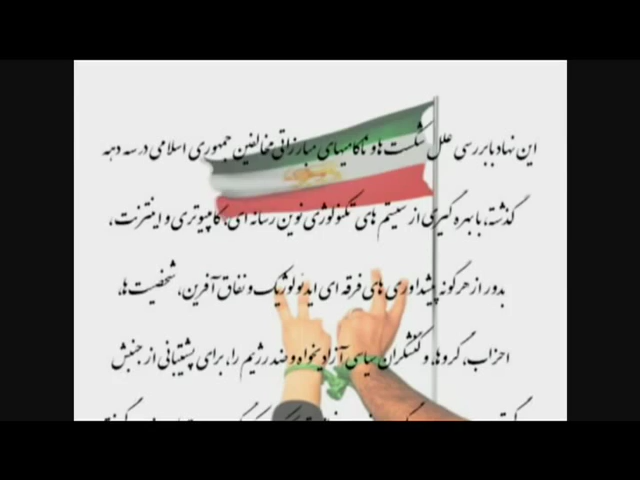 این نهاد با بررسی علل شکست ها و ناکامیهای مبارزاتی مخالفین جمهوری اسلامی در سه دهه
گذشته، با بهره گیری از سیستم های تکنولوژی نوین رسانه ای، کامپیوتری و اینترنت،
بدور از هرگونه پیشداوری های فرقه ای ایدئولوژیک و نفاق آفرین، شخصیت ها،
احزاب، گروها، و کنشگران سیاسی آزادیخواه و ضد رژیم را، برای پشتیبانی از جنبش